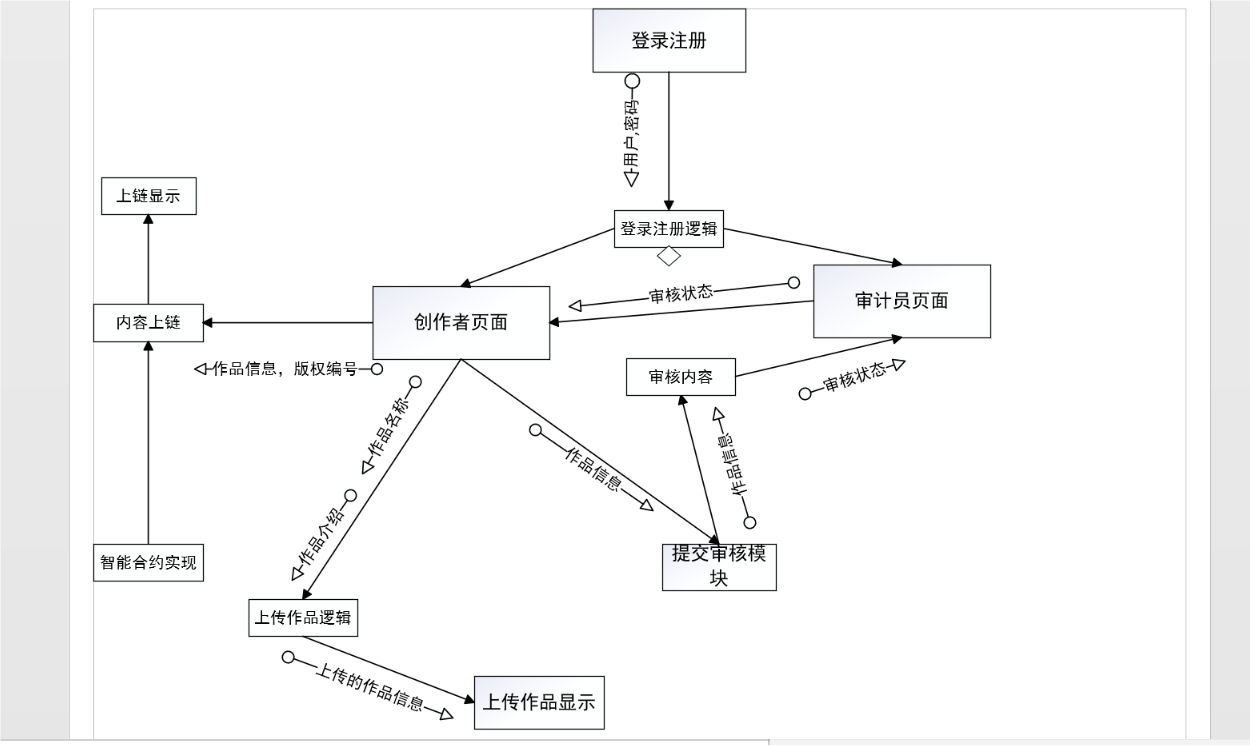 登录注册
用户,密码
上链显示
登录注册逻辑
审核状态
审计员页面
创作者页面
内容上链
作品信息，版权编号
审核内容
审核状态
作品名称
作品信息
作品信息
作品介绍
提交审核模
块
智能合约实现
上传作品逻辑
上传的作品信息
上传作品显示